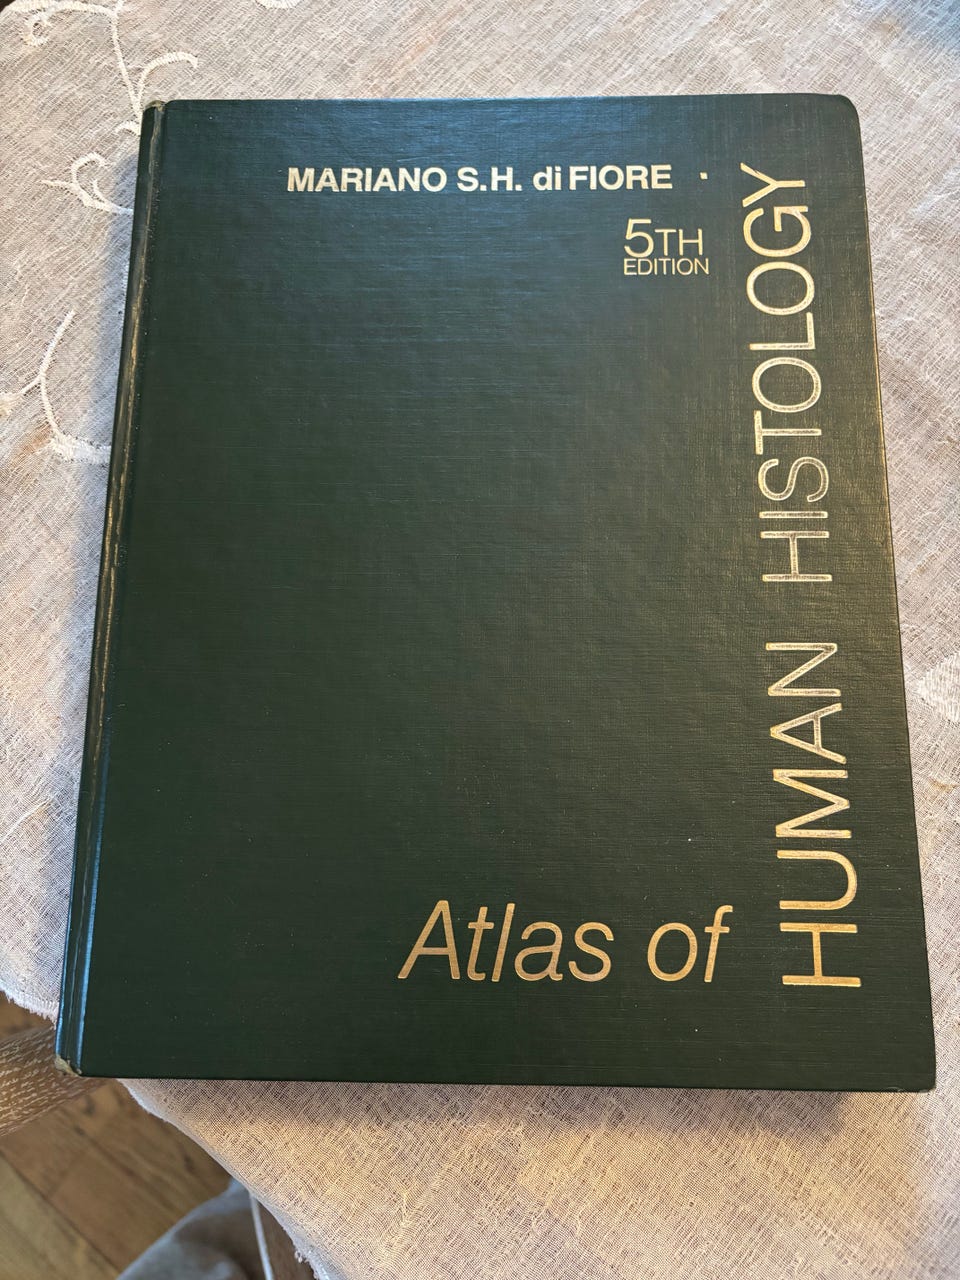 MARIANO S.H. di FIORE
5TH
EDITION
Atlas of
HUMAN HISTOLOGY